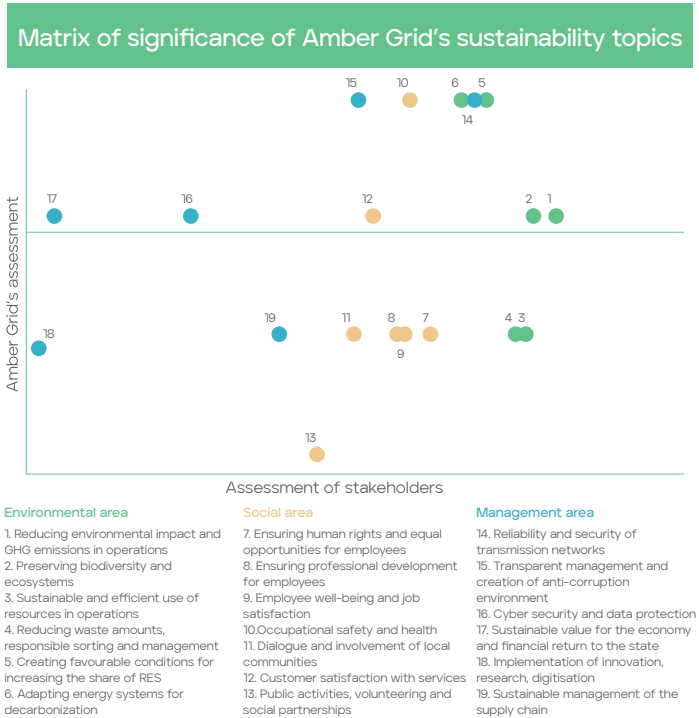 Matrix of significance of Amber Grid's sustainability topics
15
10
6
5
14
17
16
12
2
1
18
19
11
8
7
4
3
9
13
Amber Grid's assessment
Assessment of stakeholders
Environmental area
1. Reducing environmental impact and
GHG emissions in operations
2. Preserving biodiversity and
ecosystems
3. Sustainable and efficient use of
resources in operations
4. Reducing waste amounts,
responsible sorting and management
5. Creating favourable conditions for
increasing the share of RES
6. Adapting energy systems for
decarbonization
Social area
7. Ensuring human rights and equal
opportunities for employees
8. Ensuring professional development
for employees
9. Employee well-being and job
satisfaction
10.Occupational safety and health
11. Dialogue and involvement of local
communities
12. Customer satisfaction with services
13. Public activities, volunteering and
social partnerships
Management area
14. Reliability and security of
transmission networks
15. Transparent management and
creation of anti-corruption
environment
16. Cyber security and data protection
17. Sustainable value for the economy
and financial return to the state
18. Implementation of innovation,
research, digitisation
19. Sustainable management of the
supply chain